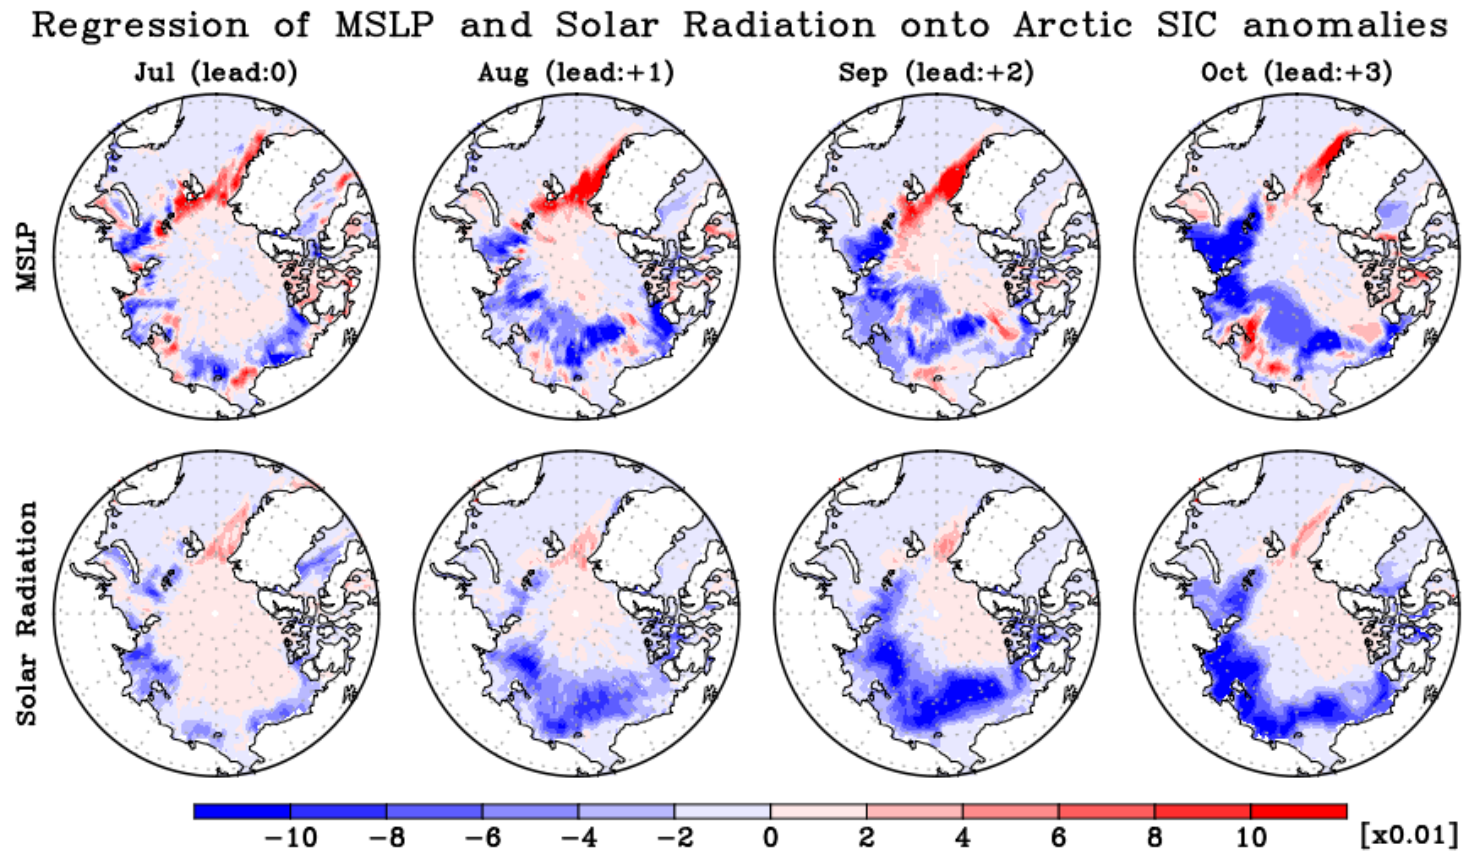 Regression of MSLP and Solar Radiation onto Arctic SIC anomalies
Jul (lead:0) Aug (lead:+1) Sep (lead:+2) Oct (lead:+3)
MSLP
Solar Radiation
−10 −8 −6 −4 −2 0 2 4 6 8 10 [x0.01]